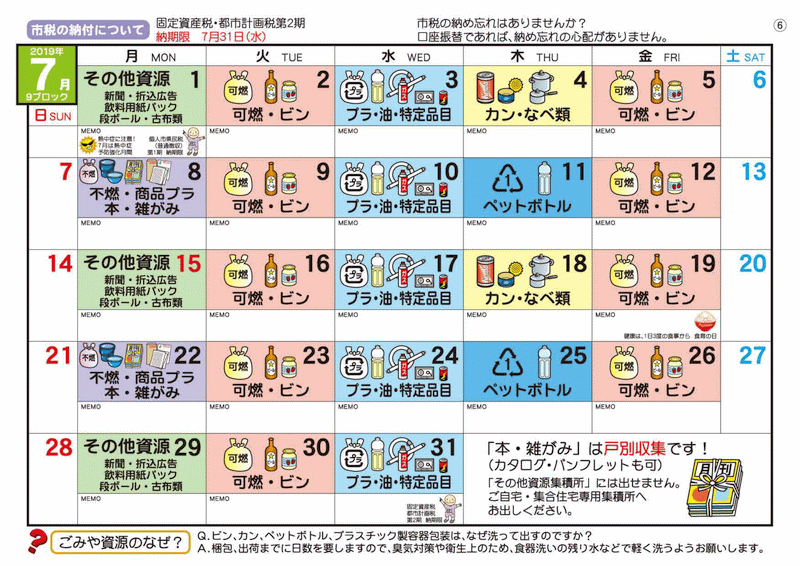 市税の納付について
固定資産税・都市計画税第2期
納期限 7月31日(水)
市税の納め忘れはありませんか?
口座振替であれば、納め忘れの心配がありません。
⑥
2019年
7月
9ブロック
日 SUN
月 MON
火 TUE
水 WED
木 THU
金 FRI
土 SAT
その他資源 1
新聞・折込広告
飲料用紙パック
段ボール・古布類
MEMO
熱中症に注意!
7月は熱中症
予防強化月間
個人市県民税
(普通徴収)
第1期 納期限
可燃 2
可燃・ビン
MEMO
プラ 3
プラ・油・特定品目
MEMO
4
カン・なべ類
MEMO
可燃 5
可燃・ビン
MEMO
6
7
不燃 8
不燃・商品プラ
本・雑がみ
MEMO
可燃 9
可燃・ビン
MEMO
プラ 10
プラ・油・特定品目
MEMO
1 11
ペットボトル
MEMO
可燃 12
可燃・ビン
MEMO
13
14
その他資源 15
新聞・折込広告
飲料用紙パック
段ボール・古布類
MEMO
可燃 16
可燃・ビン
MEMO
プラ 17
プラ・油・特定品目
MEMO
18
カン・なべ類
MEMO
可燃 19
可燃・ビン
MEMO
健康は、1日3度の食事から 食育の日
20
21
不燃 22
不燃・商品プラ
本・雑がみ
MEMO
可燃 23
可燃・ビン
MEMO
プラ 24
プラ・油・特定品目
MEMO
1 25
ペットボトル
MEMO
可燃 26
可燃・ビン
MEMO
27
28
その他資源 29
新聞・折込広告
飲料用紙パック
段ボール・古布類
MEMO
可燃 30
可燃・ビン
MEMO
プラ 31
プラ・油・特定品目
MEMO
固定資産税
都市計画税
第2期 納期限
「本・雑がみ」は戸別収集です!
(カタログ・パンフレットも可)
「その他資源集積所」には出せません。
ご自宅・集合住宅専用集積所へ
お出しください。
月刊
ごみや資源のなぜ?
Q.ビン、カン、ペットボトル、プラスチック製容器包装は、なぜ洗って出すのですか?
A.梱包、出荷までに日数を要しますので、臭気対策や衛生上のため、食器洗いの残り水などで軽く洗うようお願いします。